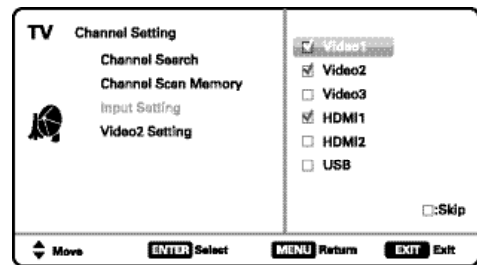 TV Channel Setting
Channel Search
Channel Scan Memory
Input Setting
Video2 Setting
Video1
Video2
Video3
HDMI1
HDMI2
USB
:Skip
Move ENTER Select MENU Return EXIT Exit